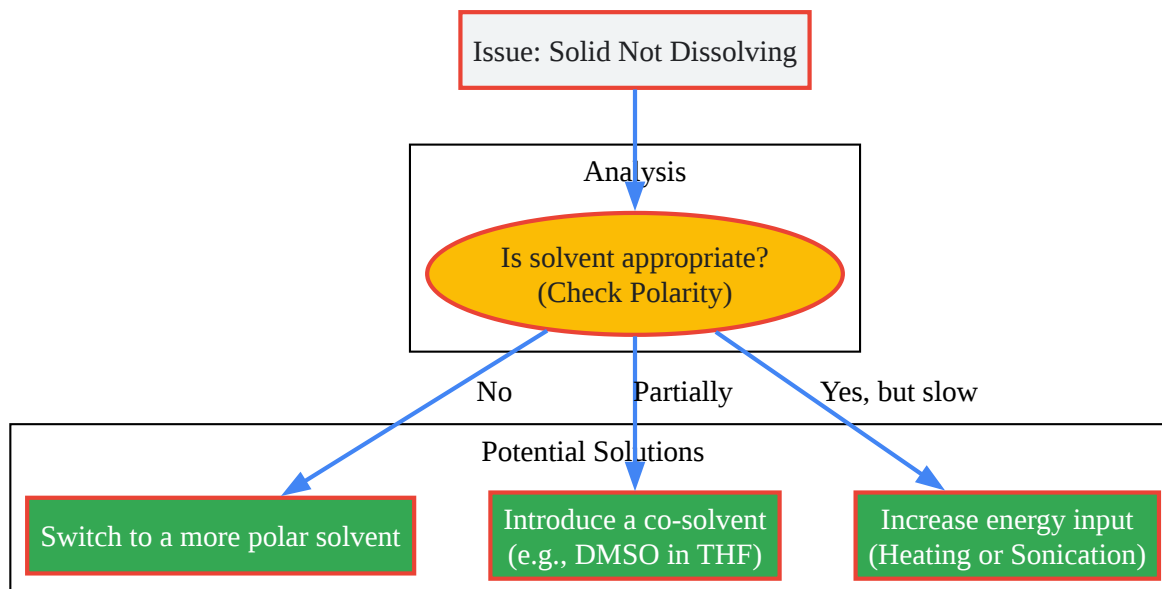 Issue: Solid Not Dissolving
Analysis
Is solvent appropriate?
(Check Polarity)
No
Partially
Yes, but slow
Potential Solutions
Switch to a more polar solvent
Introduce a co-solvent
(e.g., DMSO in THF)
Increase energy input
(Heating or Sonication)